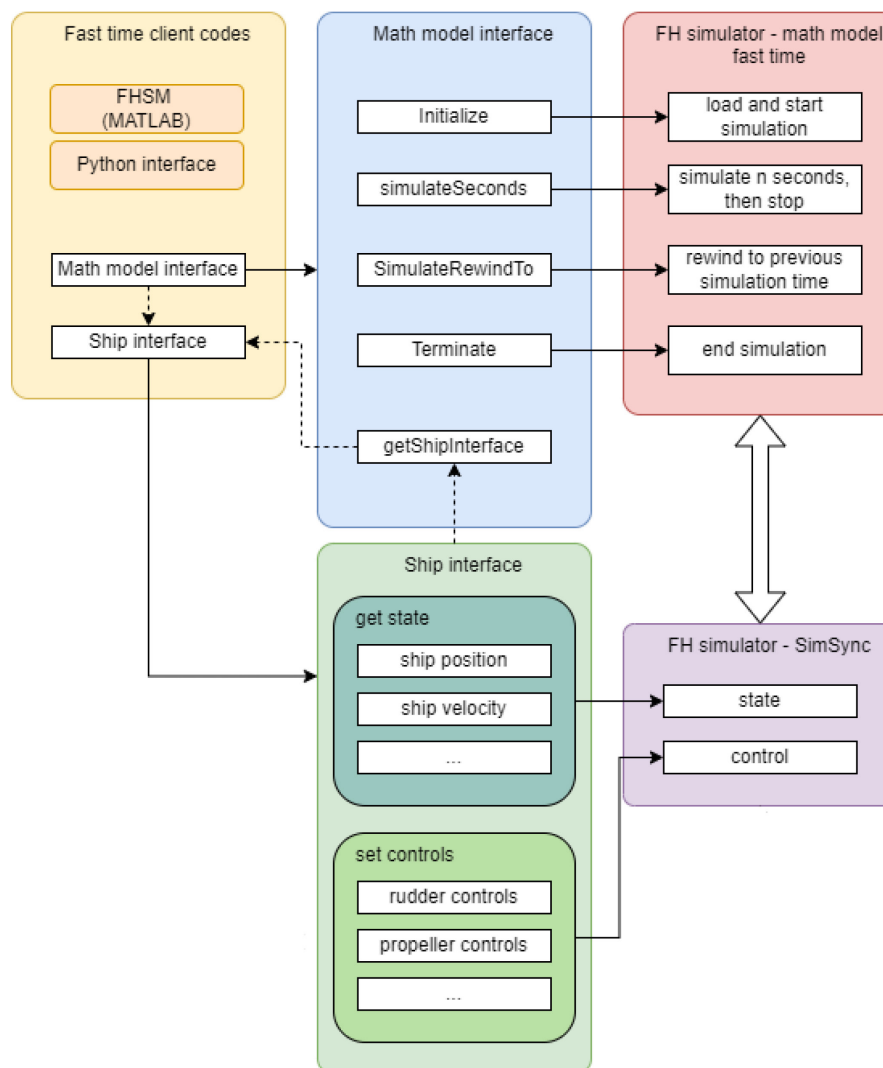 Fast time client codes
FHSM
(MATLAB)
Python interface
Math model interface
Ship interface
Math model interface
Initialize
simulateSeconds
SimulateRewindTo
Terminate
getShipInterface
FH simulator - math model
fast time
load and start
simulation
simulate n seconds,
then stop
rewind to previous
simulation time
end simulation
Ship interface
get state
ship position
ship velocity
...
set controls
rudder controls
propeller controls
...
FH simulator - SimSync
state
control